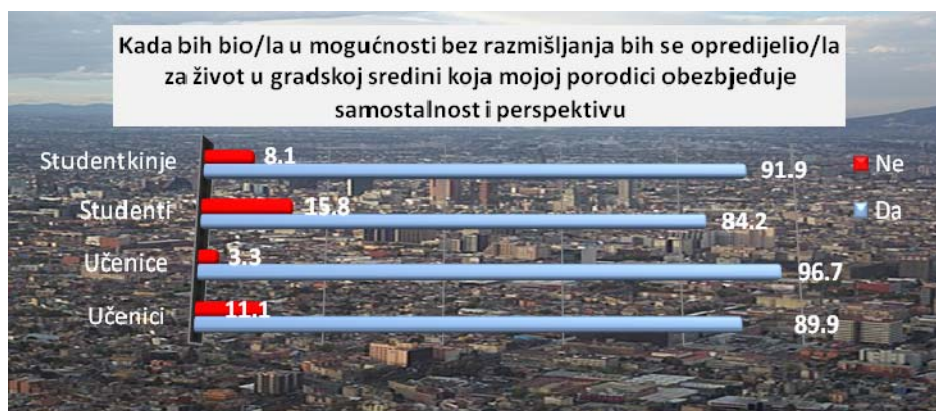 Kada bih bio/la u mogućnosti bez razmišljanja bih se opredijelio/la
za život u gradskoj sredini koja mojoj porodici obezbjeđuje
samostalnost i perspektivu
Studentkinje
8.1
91.9
Ne
Studenti
15.8
84.2
Da
Učenice
3.3
96.7
Učenici
11.1
89.9